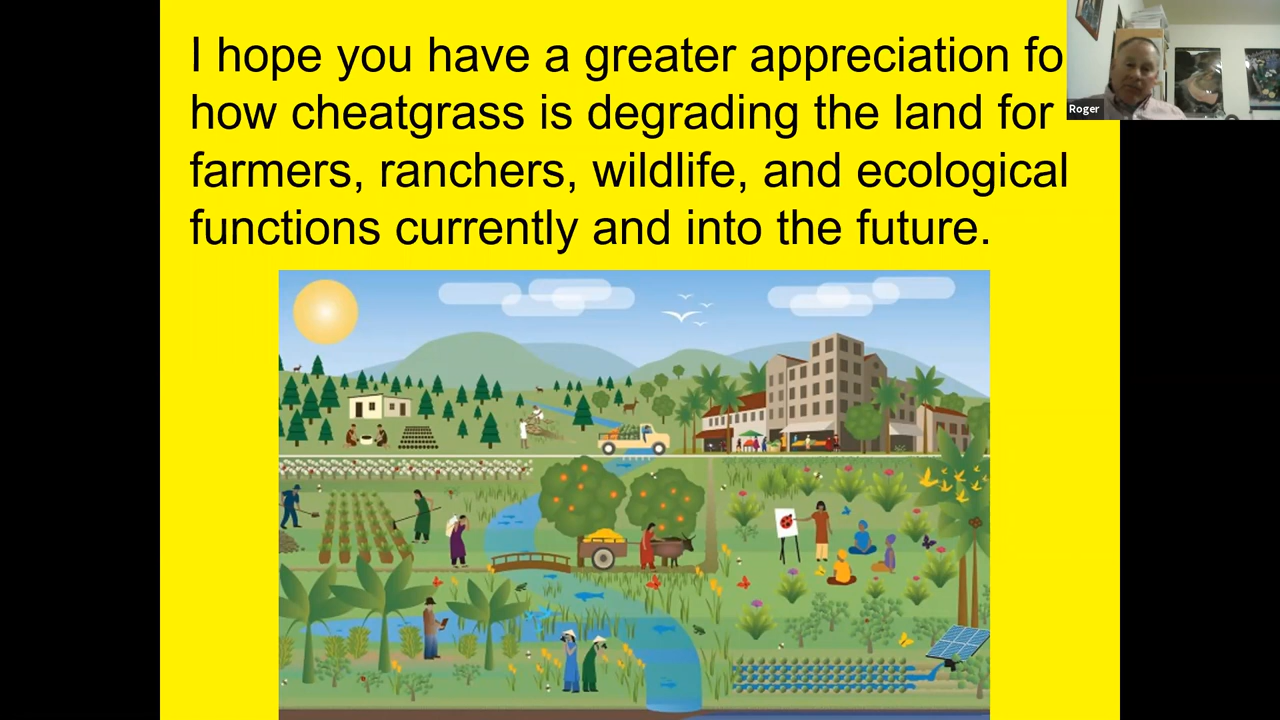 I hope you have a greater appreciation fo
how cheatgrass is degrading the land for
farmers, ranchers, wildlife, and ecological
functions currently and into the future.
Roger